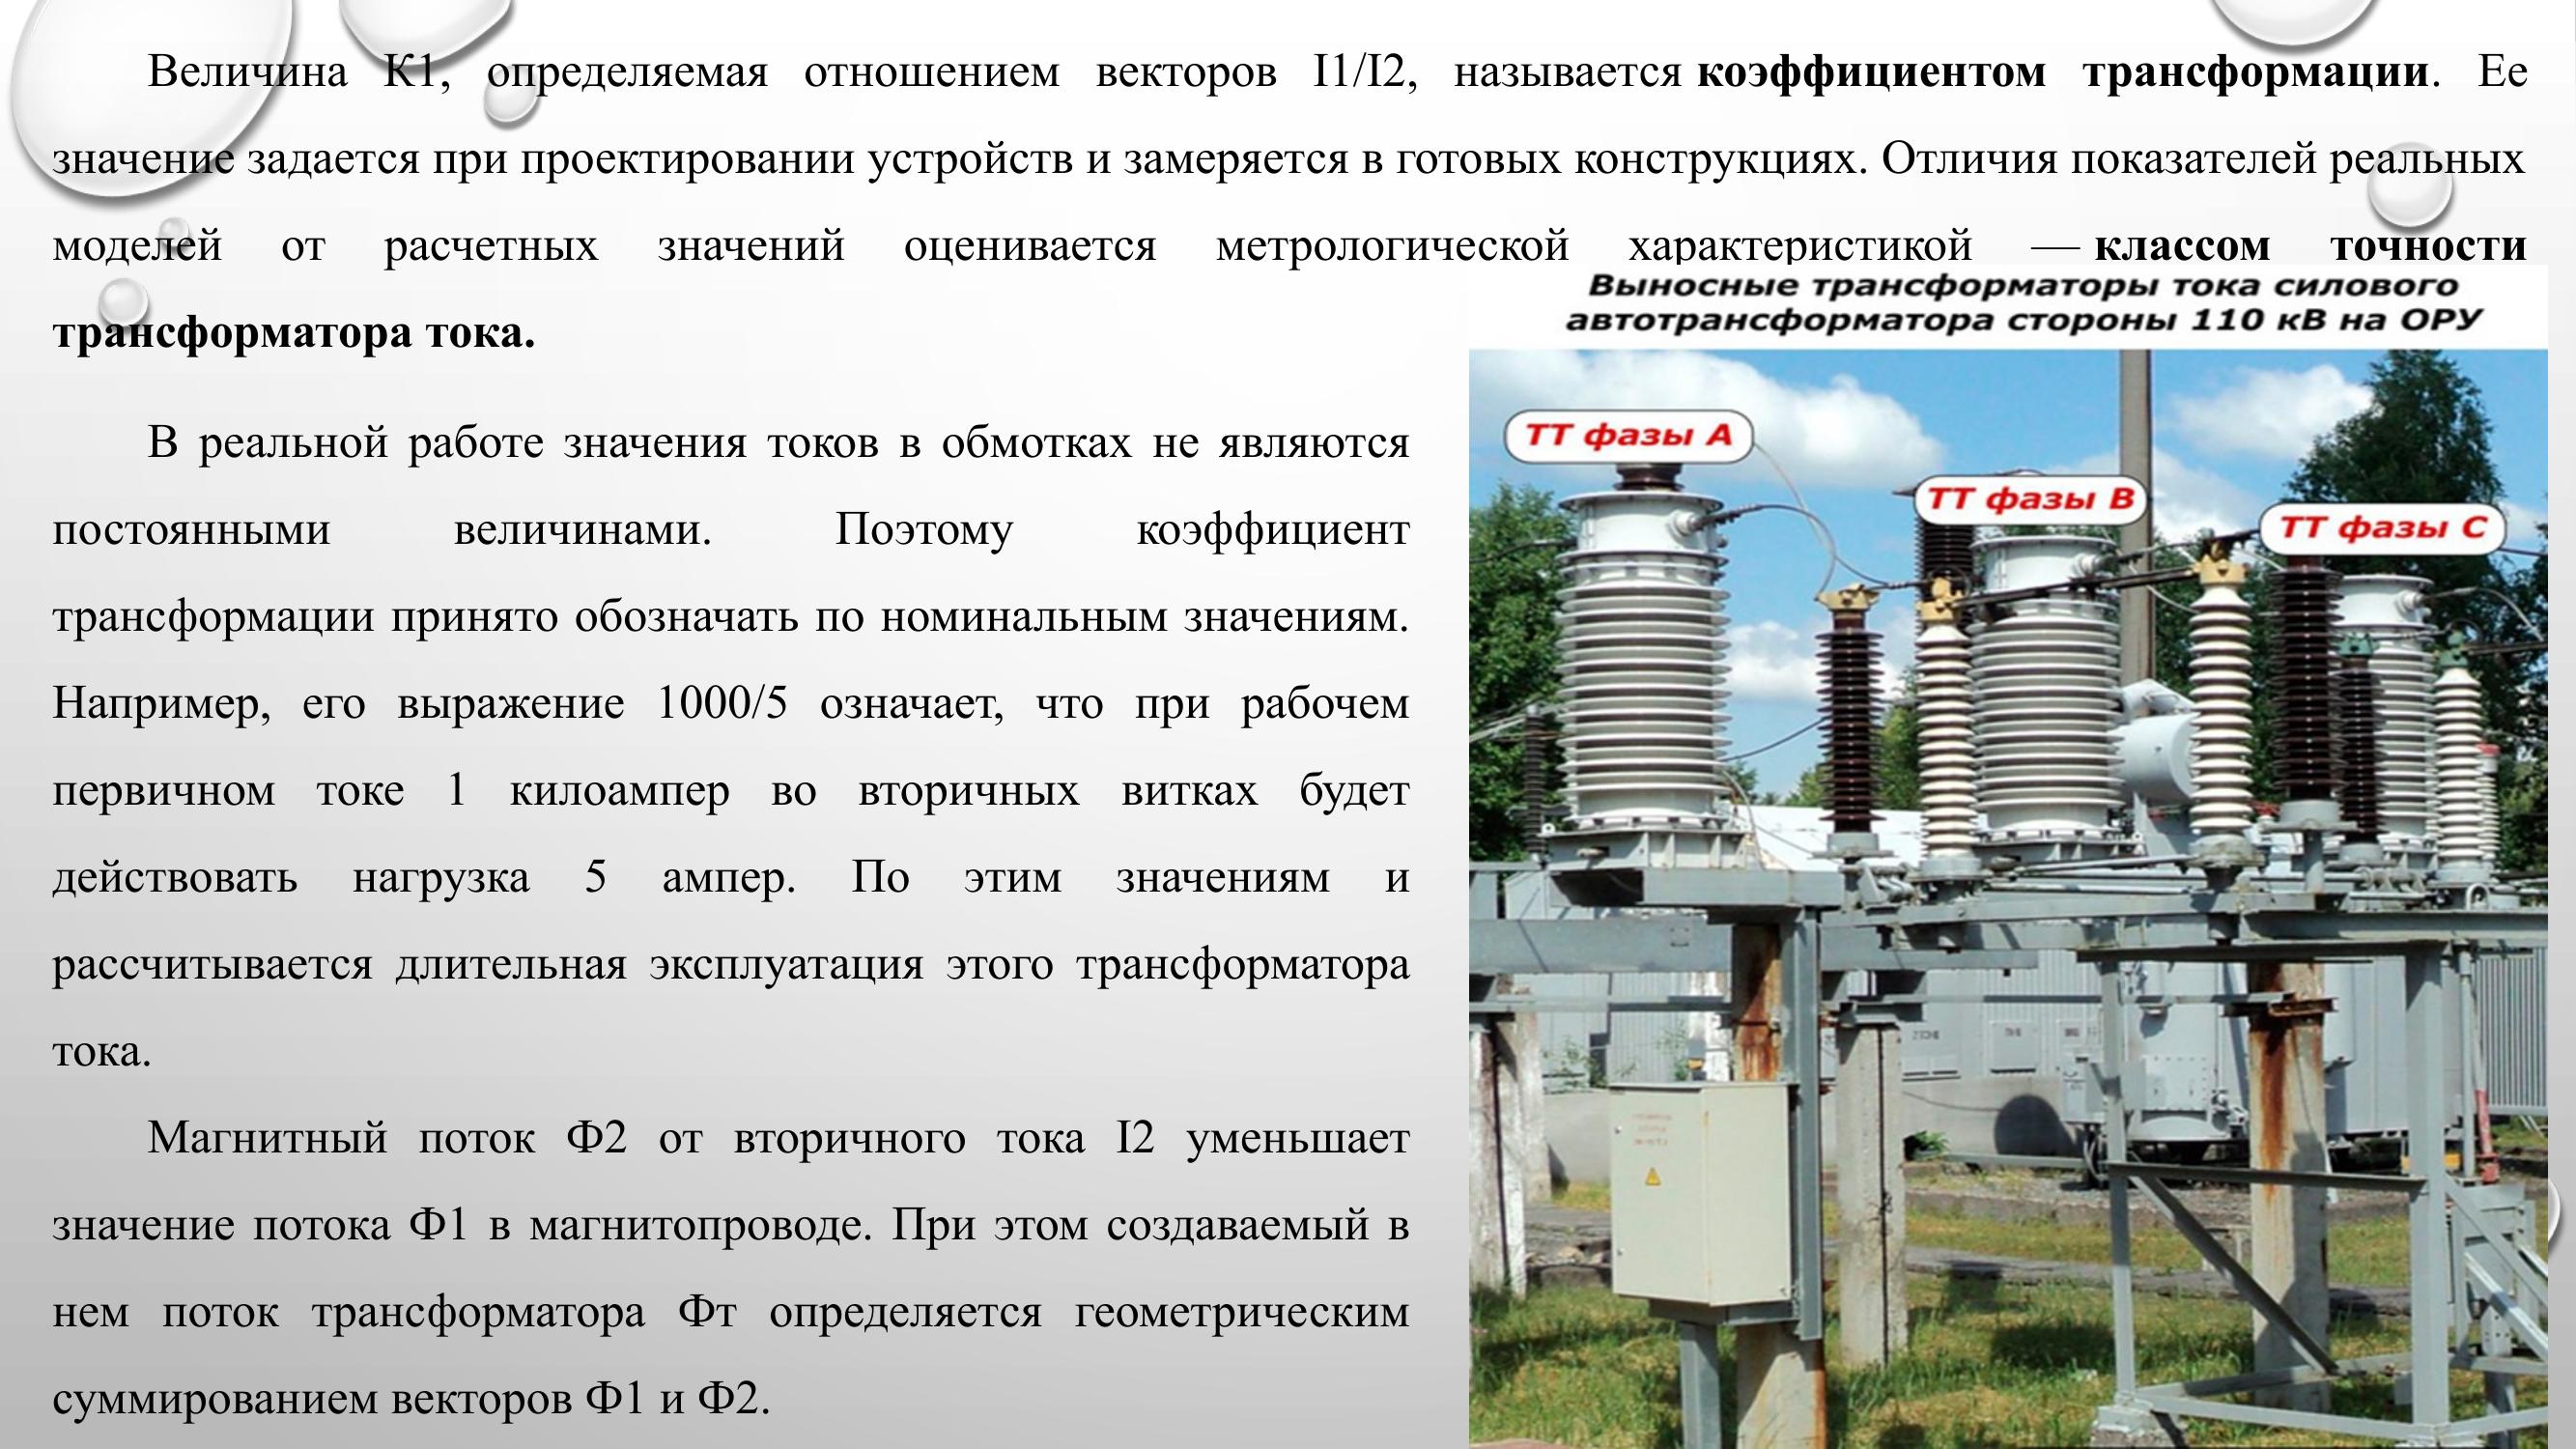 Величина К1, определяемая отношением векторов I1/I2, называется коэффициентом трансформации. Ее
значение задается при проектировании устройств и замеряется в готовых конструкциях. Отличия показателей реальных
моделей от расчетных значений оценивается метрологической характеристикой — классом точности
трансформатора тока.
В реальной работе значения токов в обмотках не являются
постоянными величинами. Поэтому коэффициент
трансформации принято обозначать по номинальным значениям.
Например, его выражение 1000/5 означает, что при рабочем
первичном токе 1 килоампер во вторичных витках будет
действовать нагрузка 5 ампер. По этим значениям и
рассчитывается длительная эксплуатация этого трансформатора
тока.
Магнитный поток Ф2 от вторичного тока I2 уменьшает
значение потока Ф1 в магнитопроводе. При этом создаваемый в
нем поток трансформатора Фт определяется геометрическим
суммированием векторов Ф1 и Ф2.
Выносные трансформаторы тока силового
автотрансформатора стороны 110 кВ на ОРУ
ТТ фазы А
ТТ фазы В
ТТ фазы С